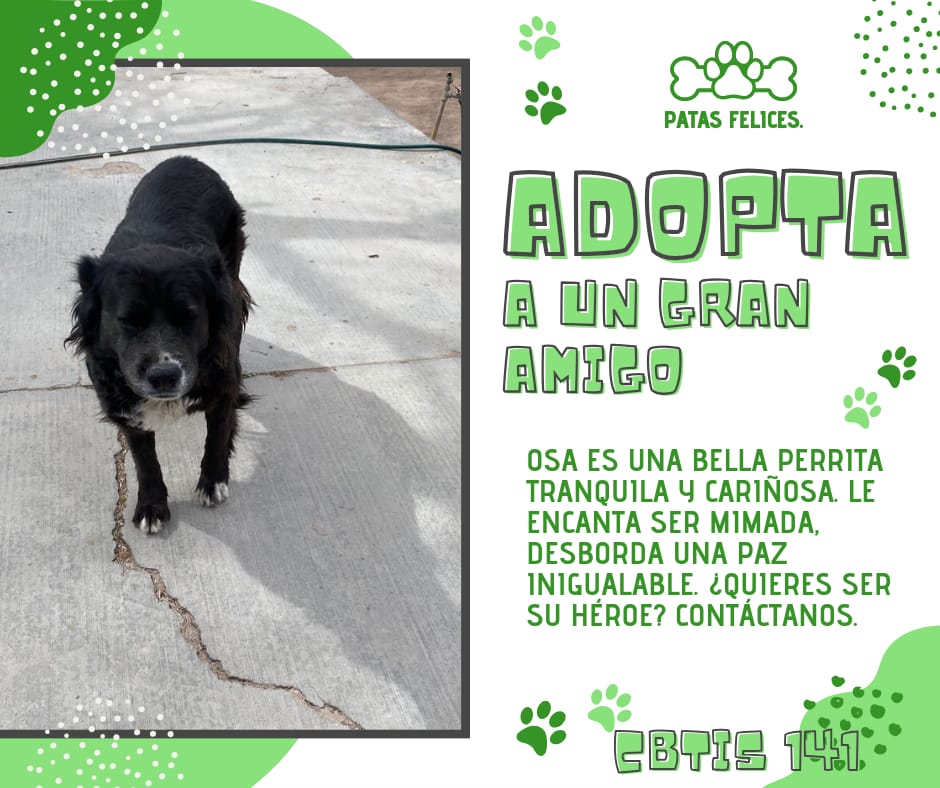 PATAS FELICES.
ADOPTA
A UN GRAN
AMIGO
OSA ES UNA BELLA PERRITA
TRANQUILA Y CARIÑOSA. LE
ENCANTA SER MIMADA,
DESBORDA UNA PAZ
INIGUALABLE. ¿QUIERES SER
SU HÉROE? CONTÁCTANOS.
CBTIS 141